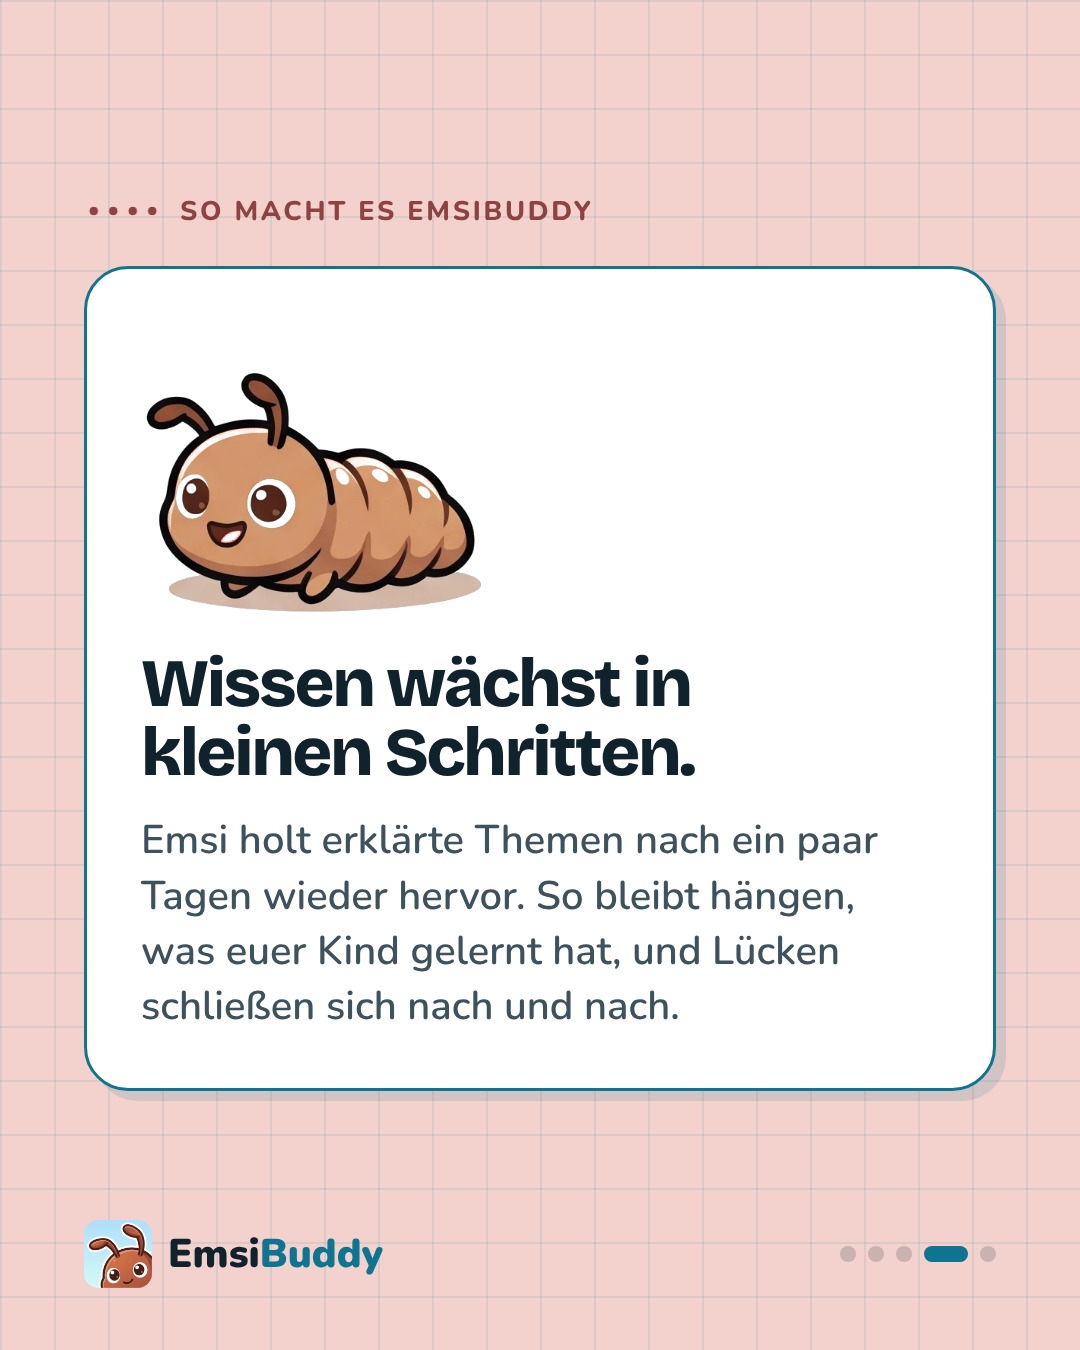 SO MACHT ES EMSIBUDDY
Wissen wächst in
kleinen Schritten.
Emsi holt erklärte Themen nach ein paar
Tagen wieder hervor. So bleibt hängen,
was euer Kind gelernt hat, und Lücken
schließen sich nach und nach.
EmsiBuddy